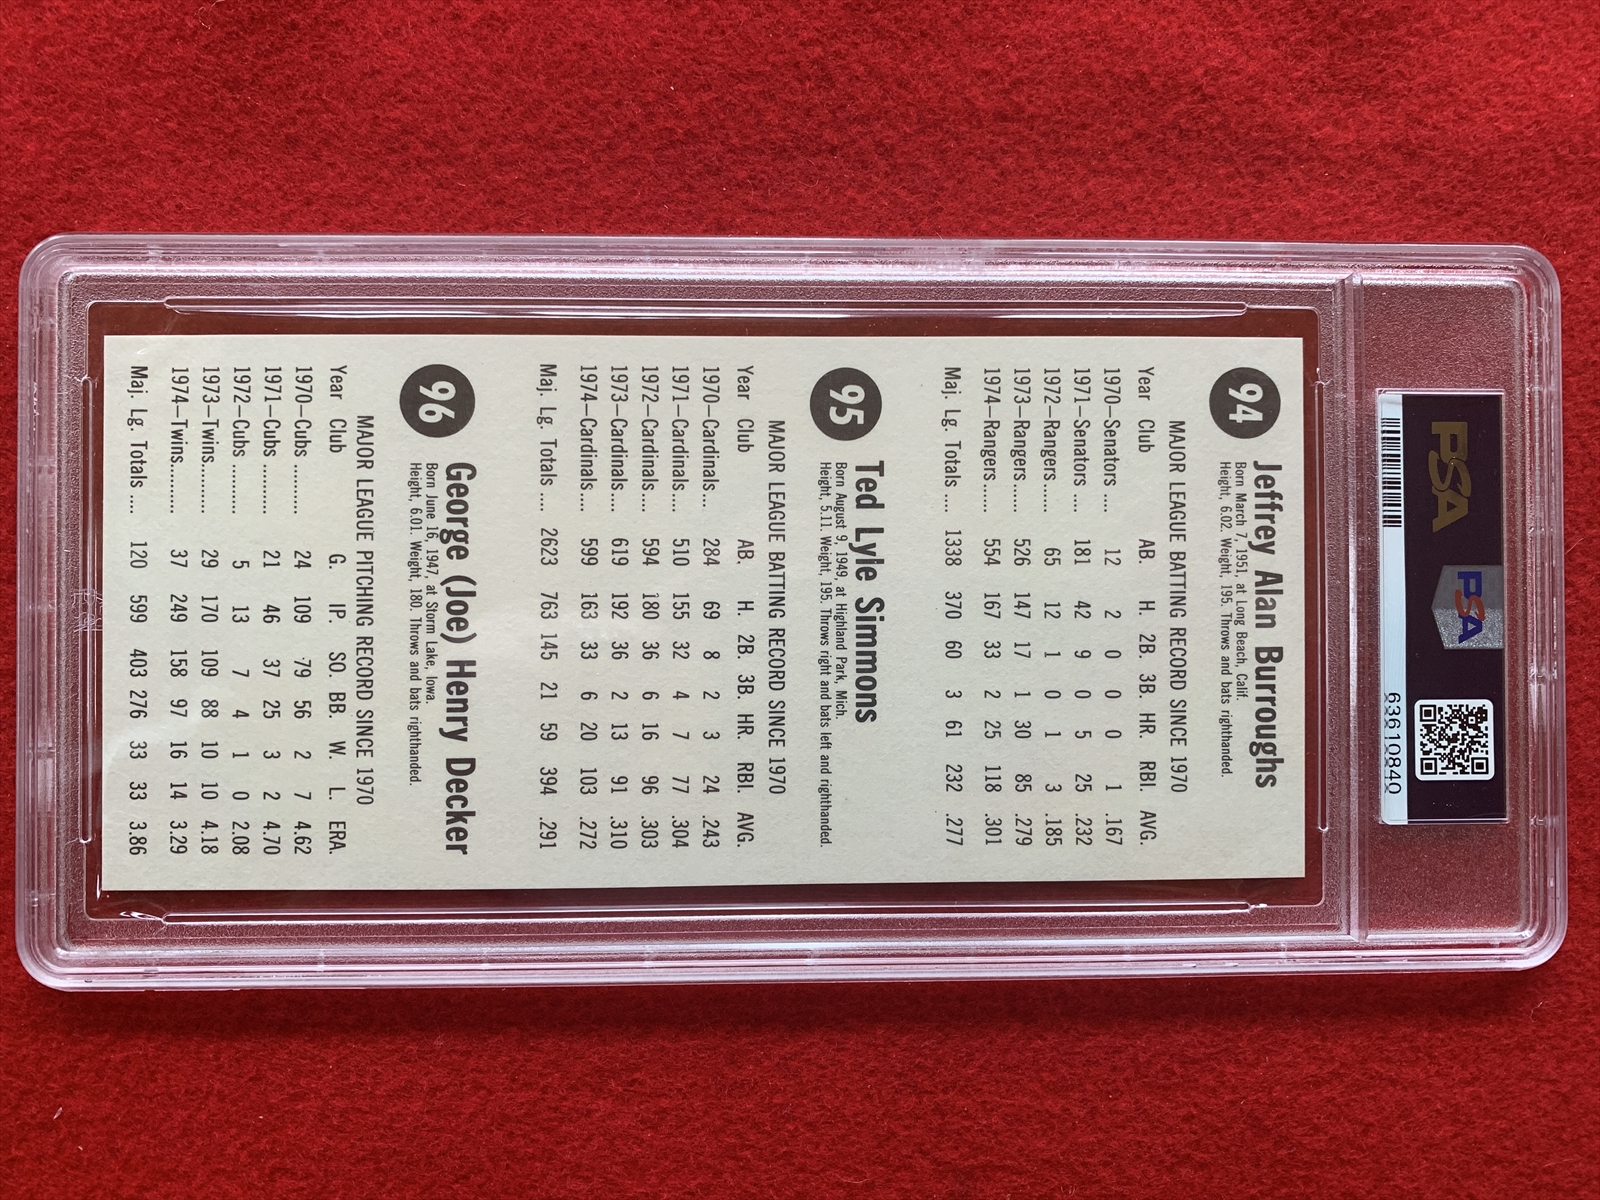 PSA
PSA
63610840
94
Jeffrey Alan Burroughs
Born March 7, 1951, at Long Beach, Calif.
Height, 6.02. Weight, 195. Throws and bats righthanded.
MAJOR LEAGUE BATTING RECORD SINCE 1970
Year Club AB. H. 2B. 3B. HR. RBI. AVG.
1970—Senators .... 12 2 0 0 0 1 .167
1971—Senators .... 181 42 9 0 5 25 .232
1972—Rangers...... 65 12 1 0 1 3 .185
1973—Rangers...... 526 147 17 1 30 85 .279
1974—Rangers...... 554 167 33 2 25 118 .301
Maj. Lg. Totals .... 1338 370 60 3 61 232 .277
95
Ted Lyle Simmons
Born August 9, 1949, at Highland Park, Mich.
Height, 5.11. Weight, 195. Throws right and bats left and righthanded.
MAJOR LEAGUE BATTING RECORD SINCE 1970
Year Club AB. H. 2B. 3B. HR. RBI. AVG.
1970—Cardinals.... 284 69 8 2 3 24 .243
1971—Cardinals.... 510 155 32 4 7 77 .304
1972—Cardinals.... 594 180 36 6 16 96 .303
1973—Cardinals.... 619 192 36 2 13 91 .310
1974—Cardinals.... 599 163 33 6 20 103 .272
Maj. Lg. Totals .... 2623 763 145 21 59 394 .291
96
George (Joe) Henry Decker
Born June 16, 1947, at Storm Lake, Iowa.
Height, 6.01. Weight, 180. Throws and bats righthanded.
MAJOR LEAGUE PITCHING RECORD SINCE 1970
Year Club G. IP. SO. BB. W. L. ERA.
1970—Cubs .......... 24 109 79 56 2 7 4.62
1971—Cubs .......... 21 46 37 25 3 2 4.70
1972—Cubs .......... 5 13 7 4 1 0 2.08
1973—Twins.......... 29 170 109 88 10 10 4.18
1974—Twins.......... 37 249 158 97 16 14 3.29
Maj. Lg. Totals .... 120 599 403 276 33 33 3.86